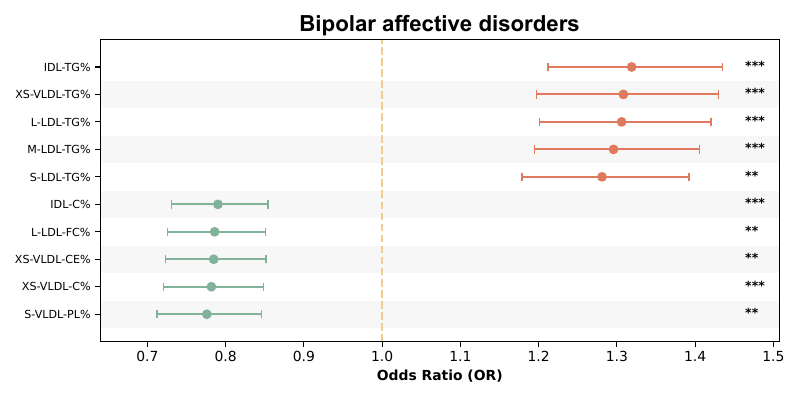 Bipolar affective disorders
IDL-TG% ***
XS-VLDL-TG% ***
L-LDL-TG% ***
M-LDL-TG% ***
S-LDL-TG% **
IDL-C% ***
L-LDL-FC% **
XS-VLDL-CE% **
XS-VLDL-C% ***
S-VLDL-PL% **
0.7 0.8 0.9 1.0 1.1 1.2 1.3 1.4 1.5
Odds Ratio (OR)